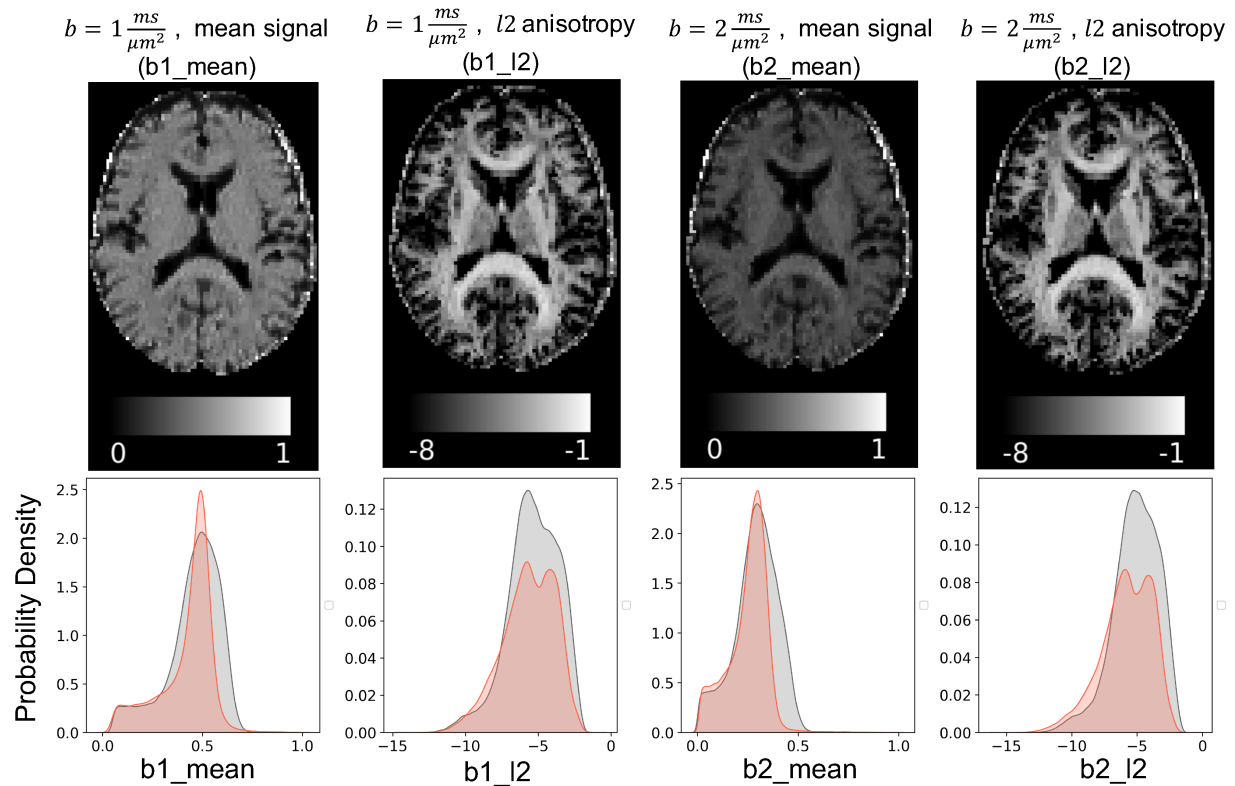 b = 1 ms/μm² , mean signal
(b1_mean)
b = 1 ms/μm² , l2 anisotropy
(b1_l2)
b = 2 ms/μm² , mean signal
(b2_mean)
b = 2 ms/μm² , l2 anisotropy
(b2_l2)
0 1
-8 -1
0 1
-8 -1
Probability Density
2.5
2.0
1.5
1.0
0.5
0.0
0.0 0.5 1.0
b1_mean
0.12
0.10
0.08
0.06
0.04
0.02
0.00
−15 −10 −5 0
b1_l2
2.5
2.0
1.5
1.0
0.5
0.0
0.0 0.5 1.0
b2_mean
0.12
0.10
0.08
0.06
0.04
0.02
0.00
−15 −10 −5 0
b2_l2